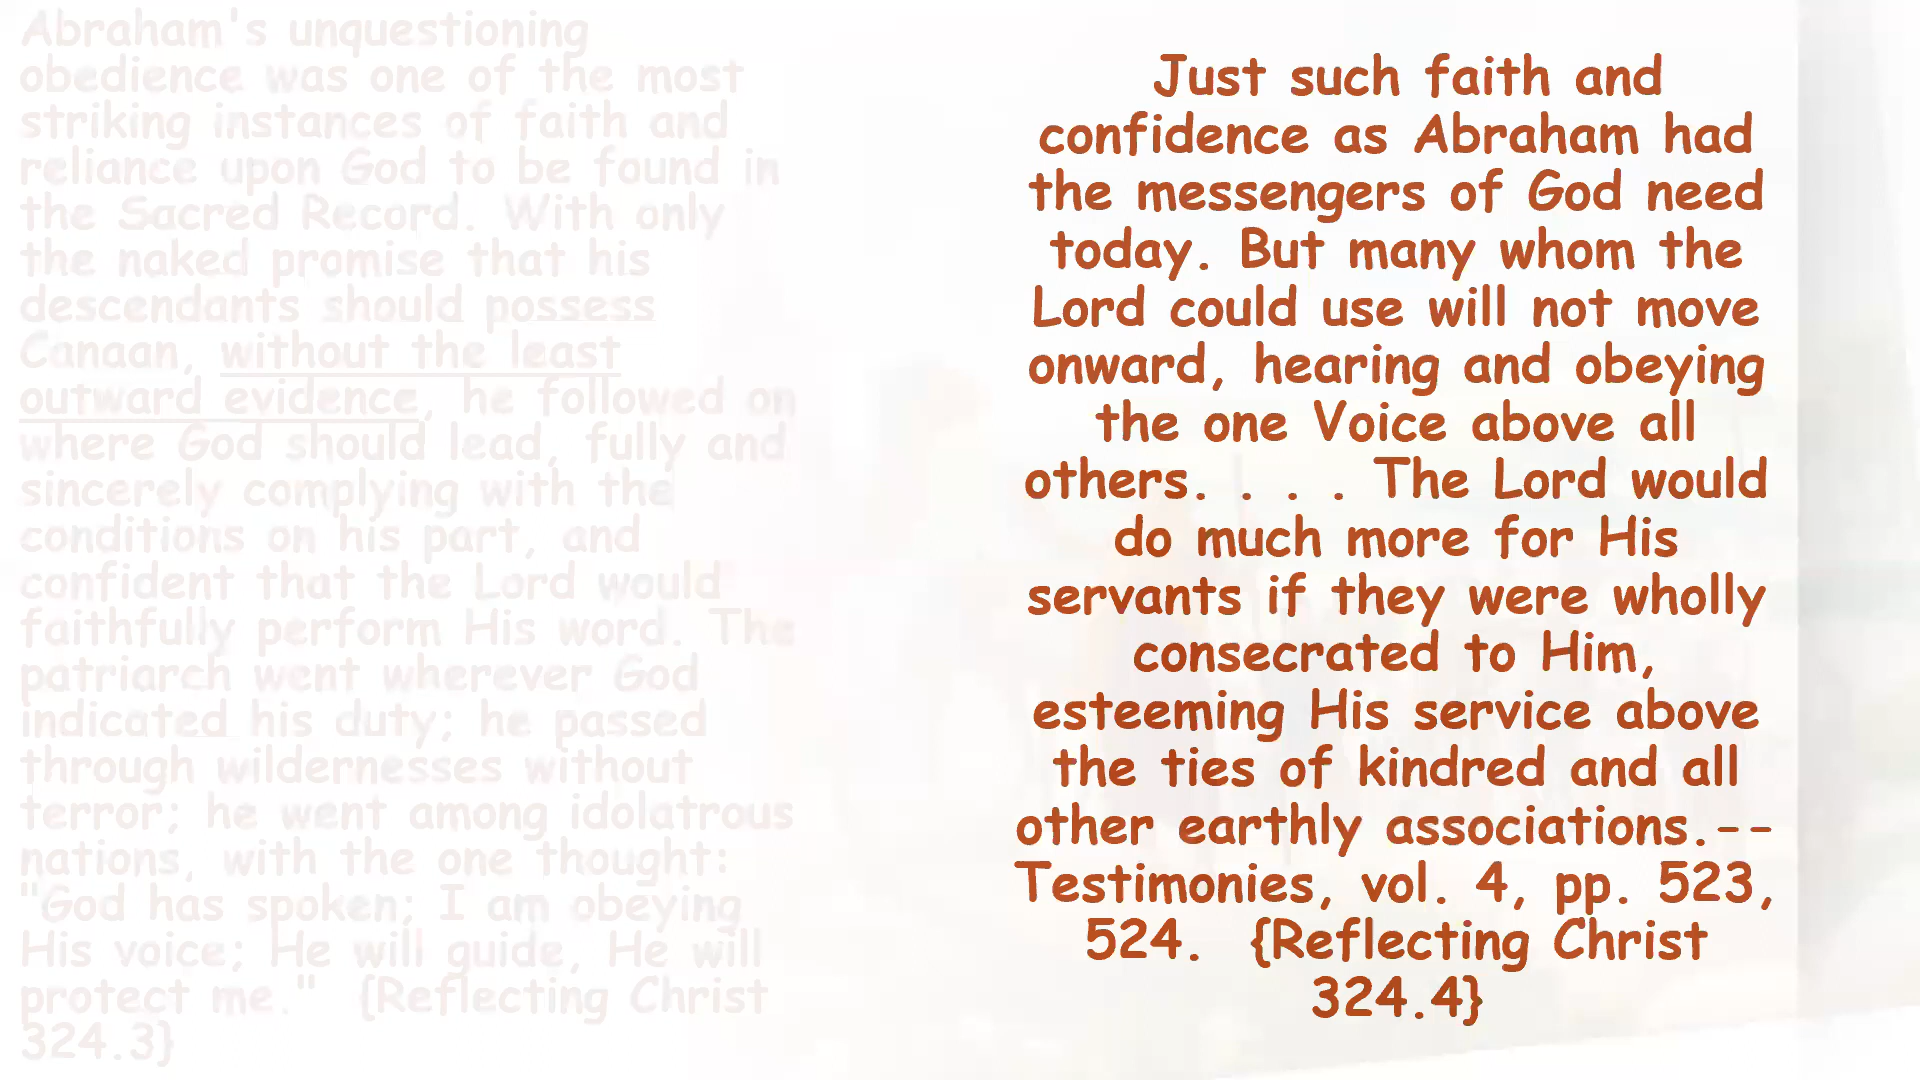 Abraham's unquestioning
obedience was one of the most
striking instances of faith and
reliance upon God to be found in
the Sacred Record. With only
the naked promise that his
descendants should possess
Canaan, without the least
outward evidence, he followed on
where God should lead, fully and
sincerely complying with the
conditions on his part, and
confident that the Lord would
faithfully perform His word. The
patriarch went wherever God
indicated his duty; he passed
through wildernesses without
terror; he went among idolatrous
nations, with the one thought:
"God has spoken; I am obeying
His voice; He will guide, He will
protect me." {Reflecting Christ
324.3}
Just such faith and
confidence as Abraham had
the messengers of God need
today. But many whom the
Lord could use will not move
onward, hearing and obeying
the one Voice above all
others. . . . The Lord would
do much more for His
servants if they were wholly
consecrated to Him,
esteeming His service above
the ties of kindred and all
other earthly associations.--
Testimonies, vol. 4, pp. 523,
524. {Reflecting Christ
324.4}